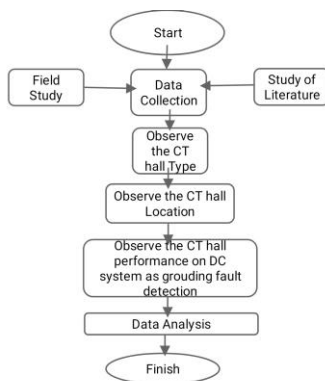 Start
Field
Study
Data
Collection
Study of
Literature
Observe
the CT
hall Type
Observe the CT hall
Location
Observe the CT hall
performance on DC
system as grouding fault
detection
Data Analysis
Finish